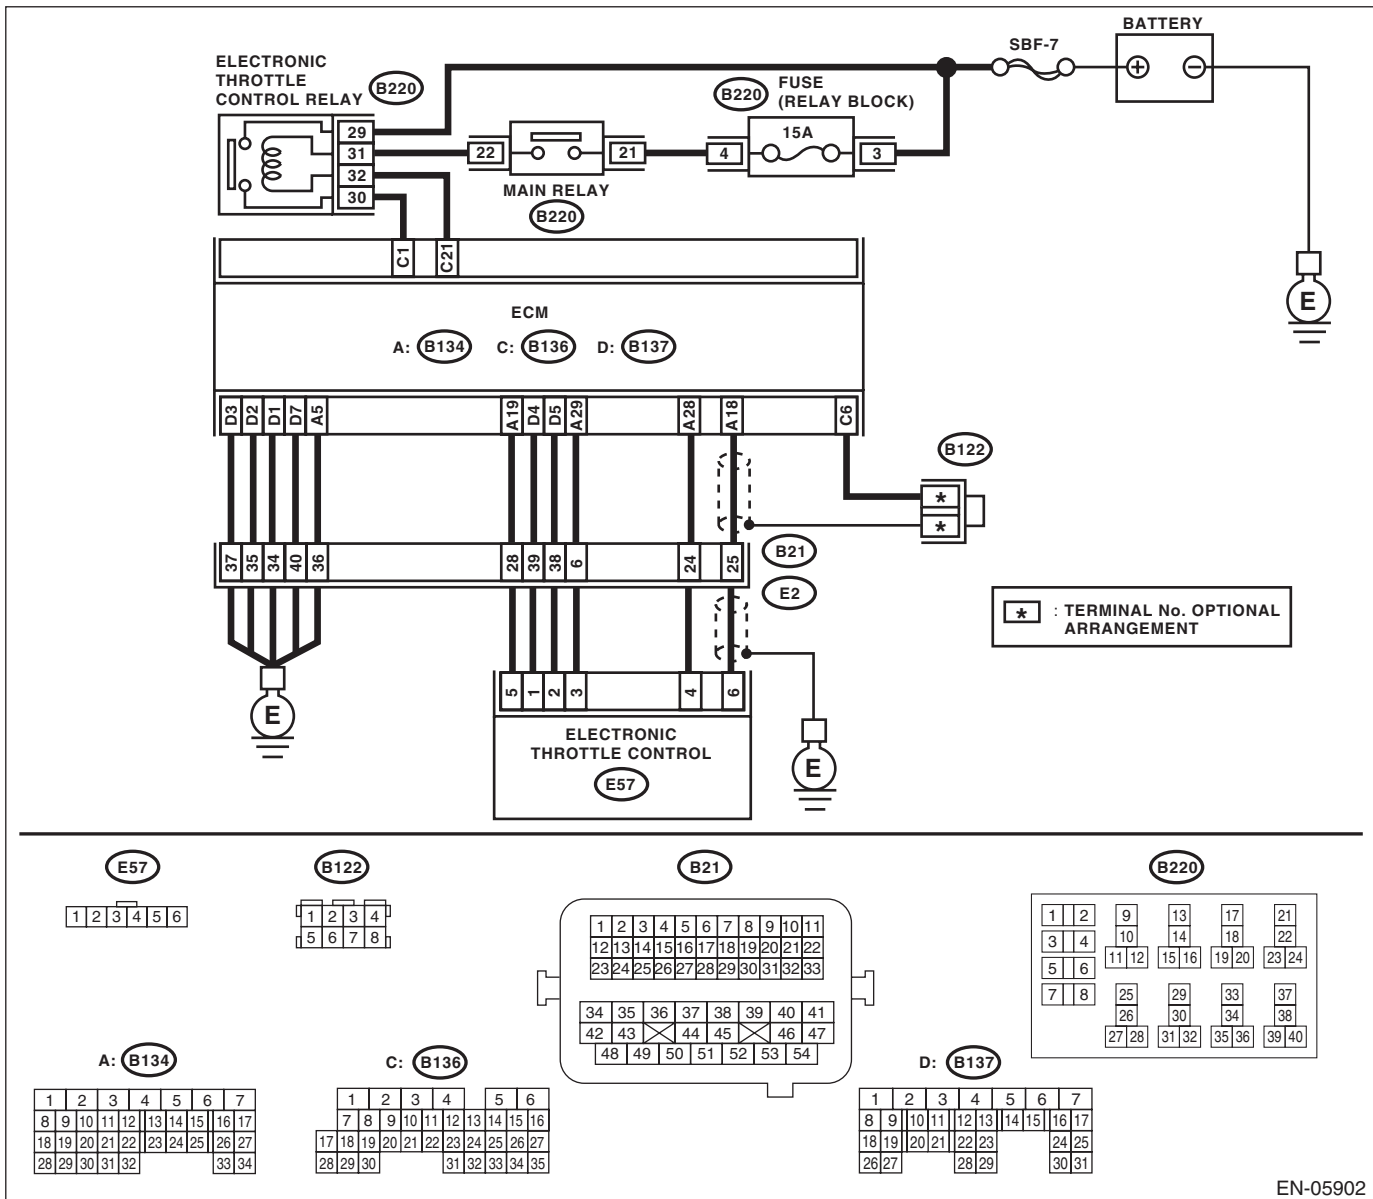 BATTERY
SBF-7
ELECTRONIC
THROTTLE
CONTROL RELAY
B220
B220
FUSE
(RELAY BLOCK)
15A
29
31
32
30
22
21
4
3
MAIN RELAY
B220
E
C1
C21
ECM
A: B134 C: B136 D: B137
D3 D2 D1 D7 A5 A19 D4 D5 A29 A28 A18 C6
B122
*
*
37 35 34 40 36 28 39 38 6 24 25
B21
E2
* : TERMINAL No. OPTIONAL
ARRANGEMENT
5 1 2 3 4 6
E
ELECTRONIC
THROTTLE CONTROL
E57
E
E57
1 2 3 4 5 6
B122
1 2 3 4
5 6 7 8
B21
1 2 3 4 5 6 7 8 9 10 11
12 13 14 15 16 17 18 19 20 21 22
23 24 25 26 27 28 29 30 31 32 33
34 35 36 37 38 39 40 41
42 43 44 45 46 47
48 49 50 51 52 53 54
B220
1 2 9 13 17 21
3 4 10 14 18 22
5 6 11 12 15 16 19 20 23 24
7 8 25 29 33 37
26 30 34 38
27 28 31 32 35 36 39 40
A: B134
1 2 3 4 5 6 7
8 9 10 11 12 13 14 15 16 17
18 19 20 21 22 23 24 25 26 27
28 29 30 31 32 33 34
C: B136
1 2 3 4 5 6
7 8 9 10 11 12 13 14 15 16
17 18 19 20 21 22 23 24 25 26 27
28 29 30 31 32 33 34 35
D: B137
1 2 3 4 5 6 7
8 9 10 11 12 13 14 15 16 17
18 19 20 21 22 23 24 25
26 27 28 29 30 31
EN-05902